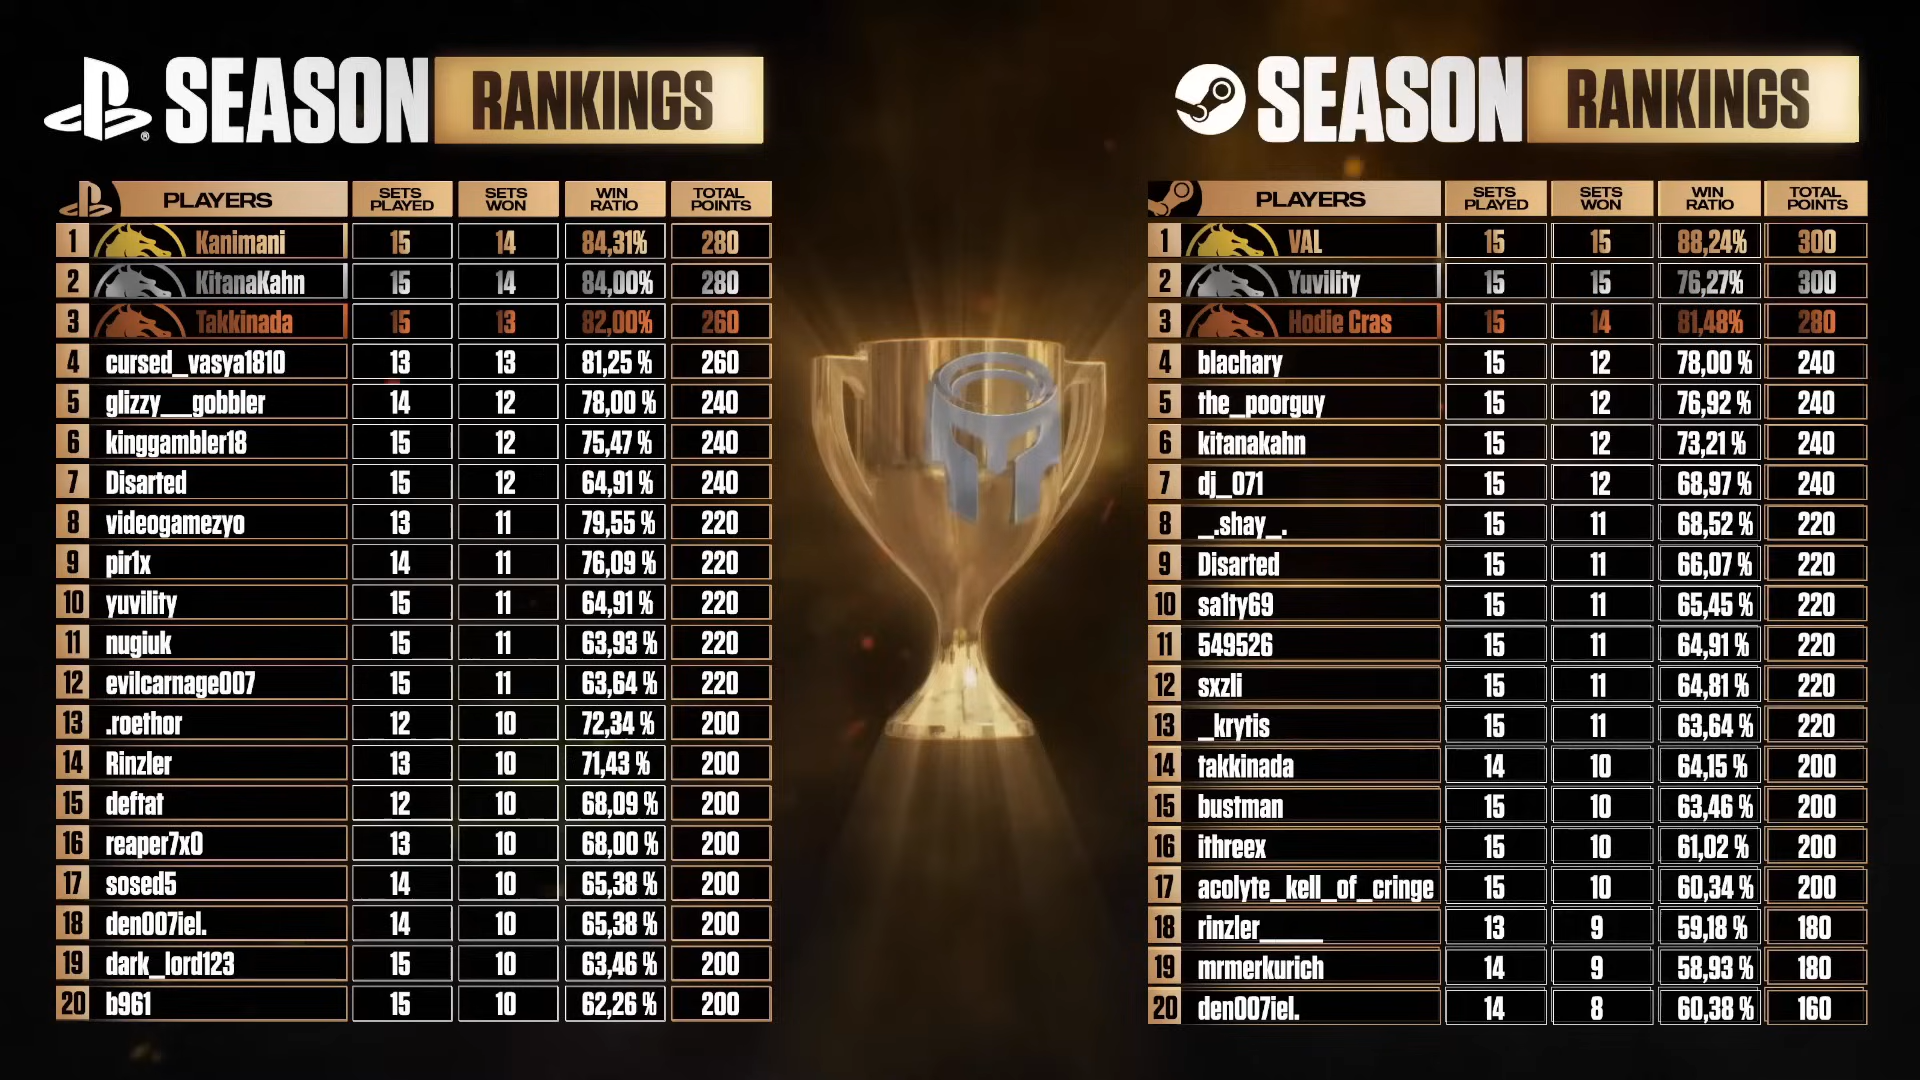 SEASON RANKINGS
PLAYERS SETS PLAYED SETS WON WIN RATIO TOTAL POINTS
1 Kanimani 15 14 84,31% 280
2 KitanaKahn 15 14 84,00% 280
3 Takkinada 15 13 82,00% 260
4 cursed_vasya1810 13 13 81,25 % 260
5 glizzy__gobbler 14 12 78,00 % 240
6 kinggambler18 15 12 75,47 % 240
7 Disarted 15 12 64,91 % 240
8 videogamezyo 13 11 79,55 % 220
9 pir1x 14 11 76,09 % 220
10 yuvility 15 11 64,91 % 220
11 nugiuk 15 11 63,93 % 220
12 evilcarnage007 15 11 63,64 % 220
13 .roethor 12 10 72,34 % 200
14 Rinzler 13 10 71,43 % 200
15 deftat 12 10 68,09 % 200
16 reaper7x0 13 10 68,00 % 200
17 sosed5 14 10 65,38 % 200
18 den007iel. 14 10 65,38 % 200
19 dark_lord123 15 10 63,46 % 200
20 b961 15 10 62,26 % 200
SEASON RANKINGS
PLAYERS SETS PLAYED SETS WON WIN RATIO TOTAL POINTS
1 VAL 15 15 88,24% 300
2 Yuvility 15 15 76,27% 300
3 Hodie Cras 15 14 81,48% 280
4 blachary 15 12 78,00 % 240
5 the_poorguy 15 12 76,92 % 240
6 kitanakahn 15 12 73,21 % 240
7 dj_071 15 12 68,97 % 240
8 _.shay_. 15 11 68,52 % 220
9 Disarted 15 11 66,07 % 220
10 sa1ty69 15 11 65,45 % 220
11 549526 15 11 64,91 % 220
12 sxzli 15 11 64,81 % 220
13 _krytis 15 11 63,64 % 220
14 takkinada 14 10 64,15 % 200
15 bustman 15 10 63,46 % 200
16 ithreex 15 10 61,02 % 200
17 acolyte_kell_of_cringe 15 10 60,34 % 200
18 rinzler____ 13 9 59,18 % 180
19 mrmerkurich 14 9 58,93 % 180
20 den007iel. 14 8 60,38 % 160